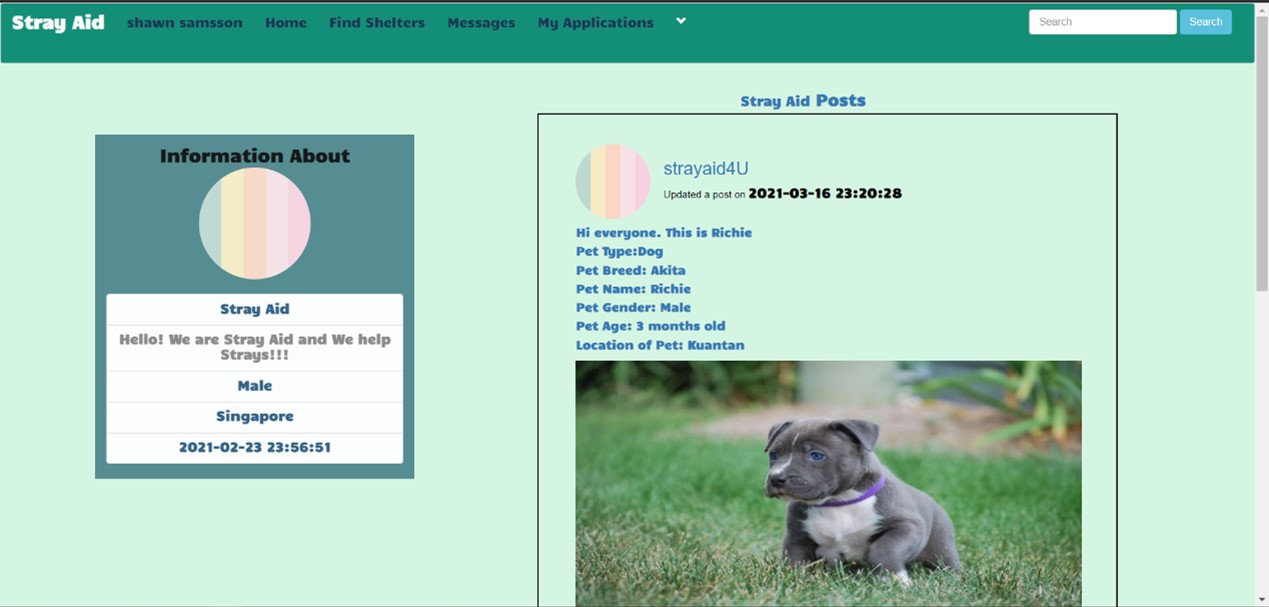 Stray Aid shawn samsson Home Find Shelters Messages My Applications Search Search
Information About
Stray Aid
Hello! We are Stray Aid and We help
Strays!!!
Male
Singapore
2021-02-23 23:56:51
Stray Aid Posts
strayaid4U
Updated a post on 2021-03-16 23:20:28
Hi everyone. This is Richie
Pet Type:Dog
Pet Breed: Akita
Pet Name: Richie
Pet Gender: Male
Pet Age: 3 months old
Location of Pet: Kuantan